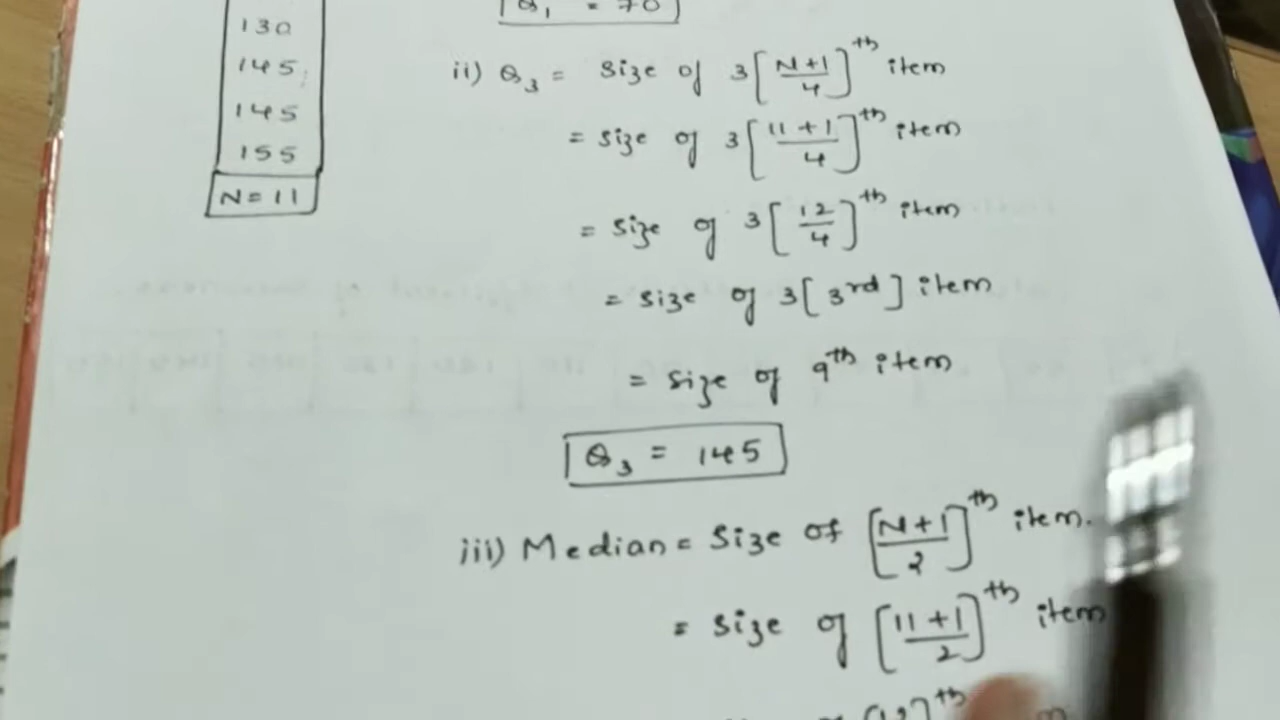 130
145
145
155
N = 11
Q₁ = 70
ii) Q₃ = Size of 3[N+1/4]ᵗʰ item
= Size of 3[11+1/4]ᵗʰ item
= Size of 3[12/4]ᵗʰ item
= Size of 3[3ʳᵈ] item
= Size of 9ᵗʰ item
Q₃ = 145
iii) Median = Size of [N+1/2]ᵗʰ item.
= Size of [11+1/2]ᵗʰ item